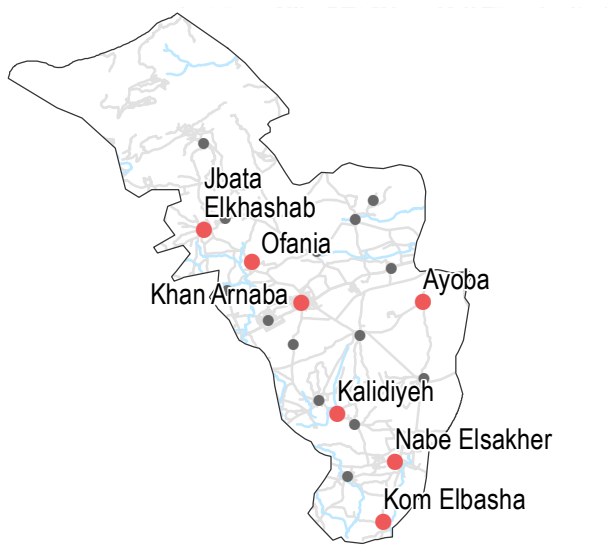 Jbata
Elkhashab
Ofania
Khan Arnaba
Ayoba
Kalidiyeh
Nabe Elsakher
Kom Elbasha